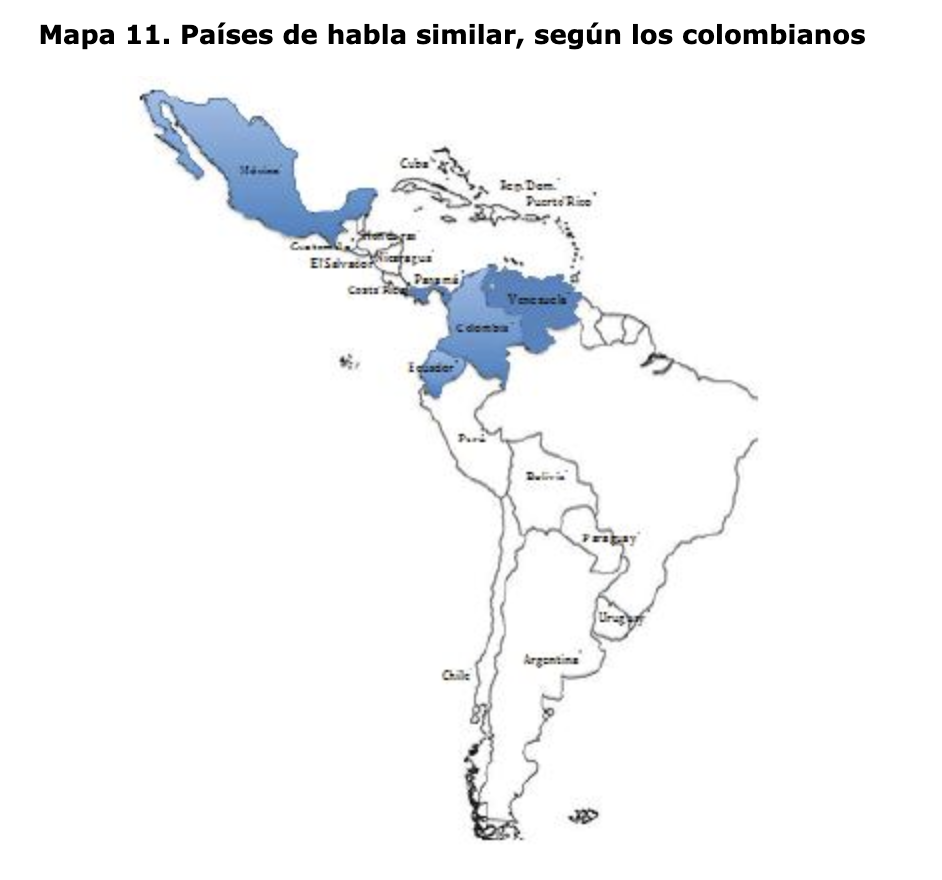 Mapa 11. Países de habla similar, según los colombianos
México
Cuba
Rep. Dom.
Puerto Rico
Honduras
Guatemala
Nicaragua
El Salvador
Panamá
Costa Rica
Venezuela
Colombia
Ecuador
Perú
Bolivia
Paraguay
Uruguay
Argentina
Chile